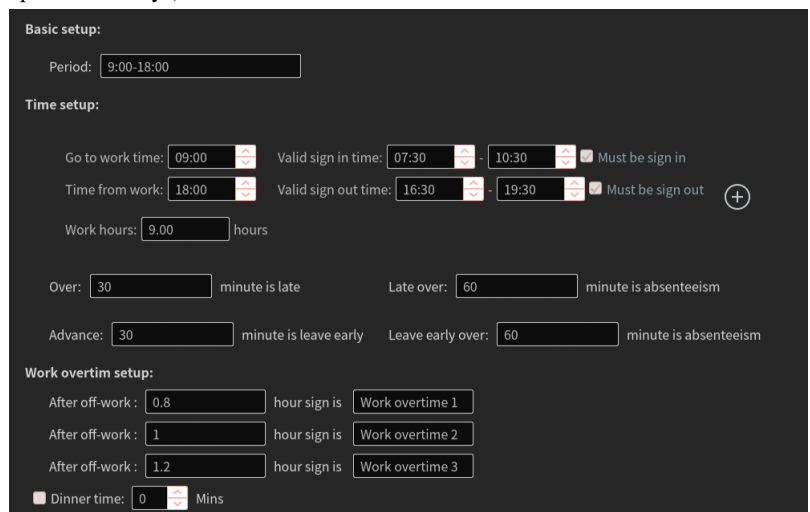 Basic setup:
Period: 9:00-18:00
Time setup:
Go to work time: 09:00 Valid sign in time: 07:30 - 10:30 Must be sign in
Time from work: 18:00 Valid sign out time: 16:30 - 19:30 Must be sign out
Work hours: 9.00 hours
Over: 30 minute is late Late over: 60 minute is absenteeism
Advance: 30 minute is leave early Leave early over: 60 minute is absenteeism
Work overtim setup:
After off-work : 0.8 hour sign is Work overtime 1
After off-work : 1 hour sign is Work overtime 2
After off-work : 1.2 hour sign is Work overtime 3
Dinner time: 0 Mins